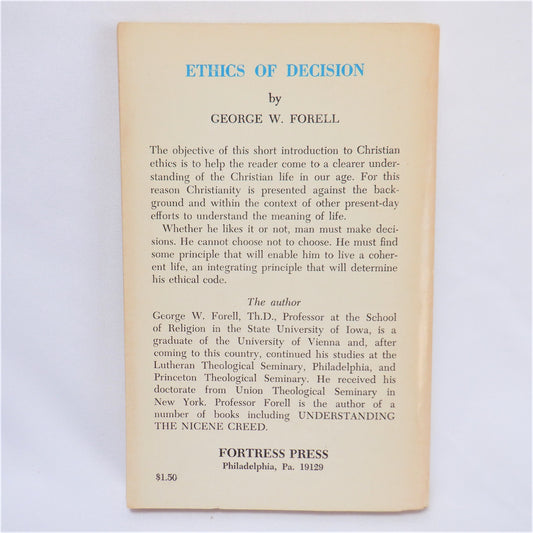 ETHICS OF DECISION
by
GEORGE W. FORELL
The objective of this short introduction to Christian
ethics is to help the reader come to a clearer under-
standing of the Christian life in our age. For this
reason Christianity is presented against the back-
ground and within the context of other present-day
efforts to understand the meaning of life.
Whether he likes it or not, man must make deci-
sions. He cannot choose not to choose. He must find
some principle that will enable him to live a coher-
ent life, an integrating principle that will determine
his ethical code.
The author
George W. Forell, Th.D., Professor at the School
of Religion in the State University of Iowa, is a
graduate of the University of Vienna and, after
coming to this country, continued his studies at the
Lutheran Theological Seminary, Philadelphia, and
Princeton Theological Seminary. He received his
doctorate from Union Theological Seminary in
New York. Professor Forell is the author of a
number of books including UNDERSTANDING
THE NICENE CREED.
FORTRESS PRESS
Philadelphia, Pa. 19129
$1.50